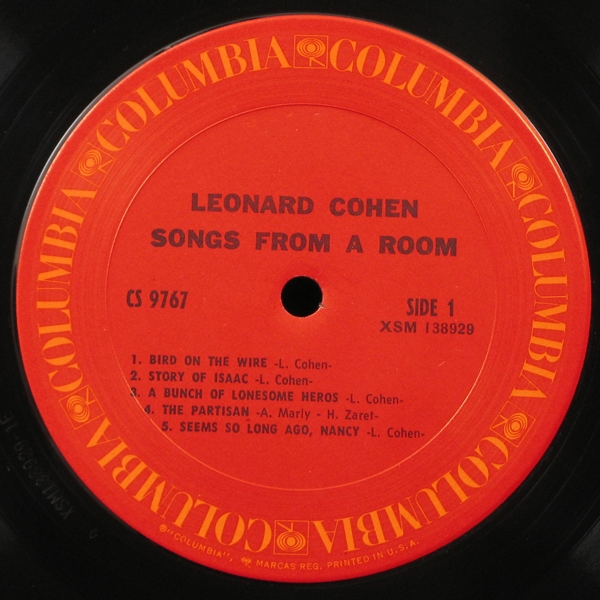 COLUMBIA COLUMBIA COLUMBIA COLUMBIA COLUMBIA COLUMBIA
LEONARD COHEN
SONGS FROM A ROOM
CS 9767
SIDE 1
XSM 138929
1. BIRD ON THE WIRE -L. Cohen-
2. STORY OF ISAAC -L. Cohen-
3. A BUNCH OF LONESOME HEROS -L. Cohen-
4. THE PARTISAN -A. Marly - H. Zaret-
5. SEEMS SO LONG AGO, NANCY -L. Cohen-
℗"COLUMBIA", MARCAS REG. PRINTED IN U.S.A.